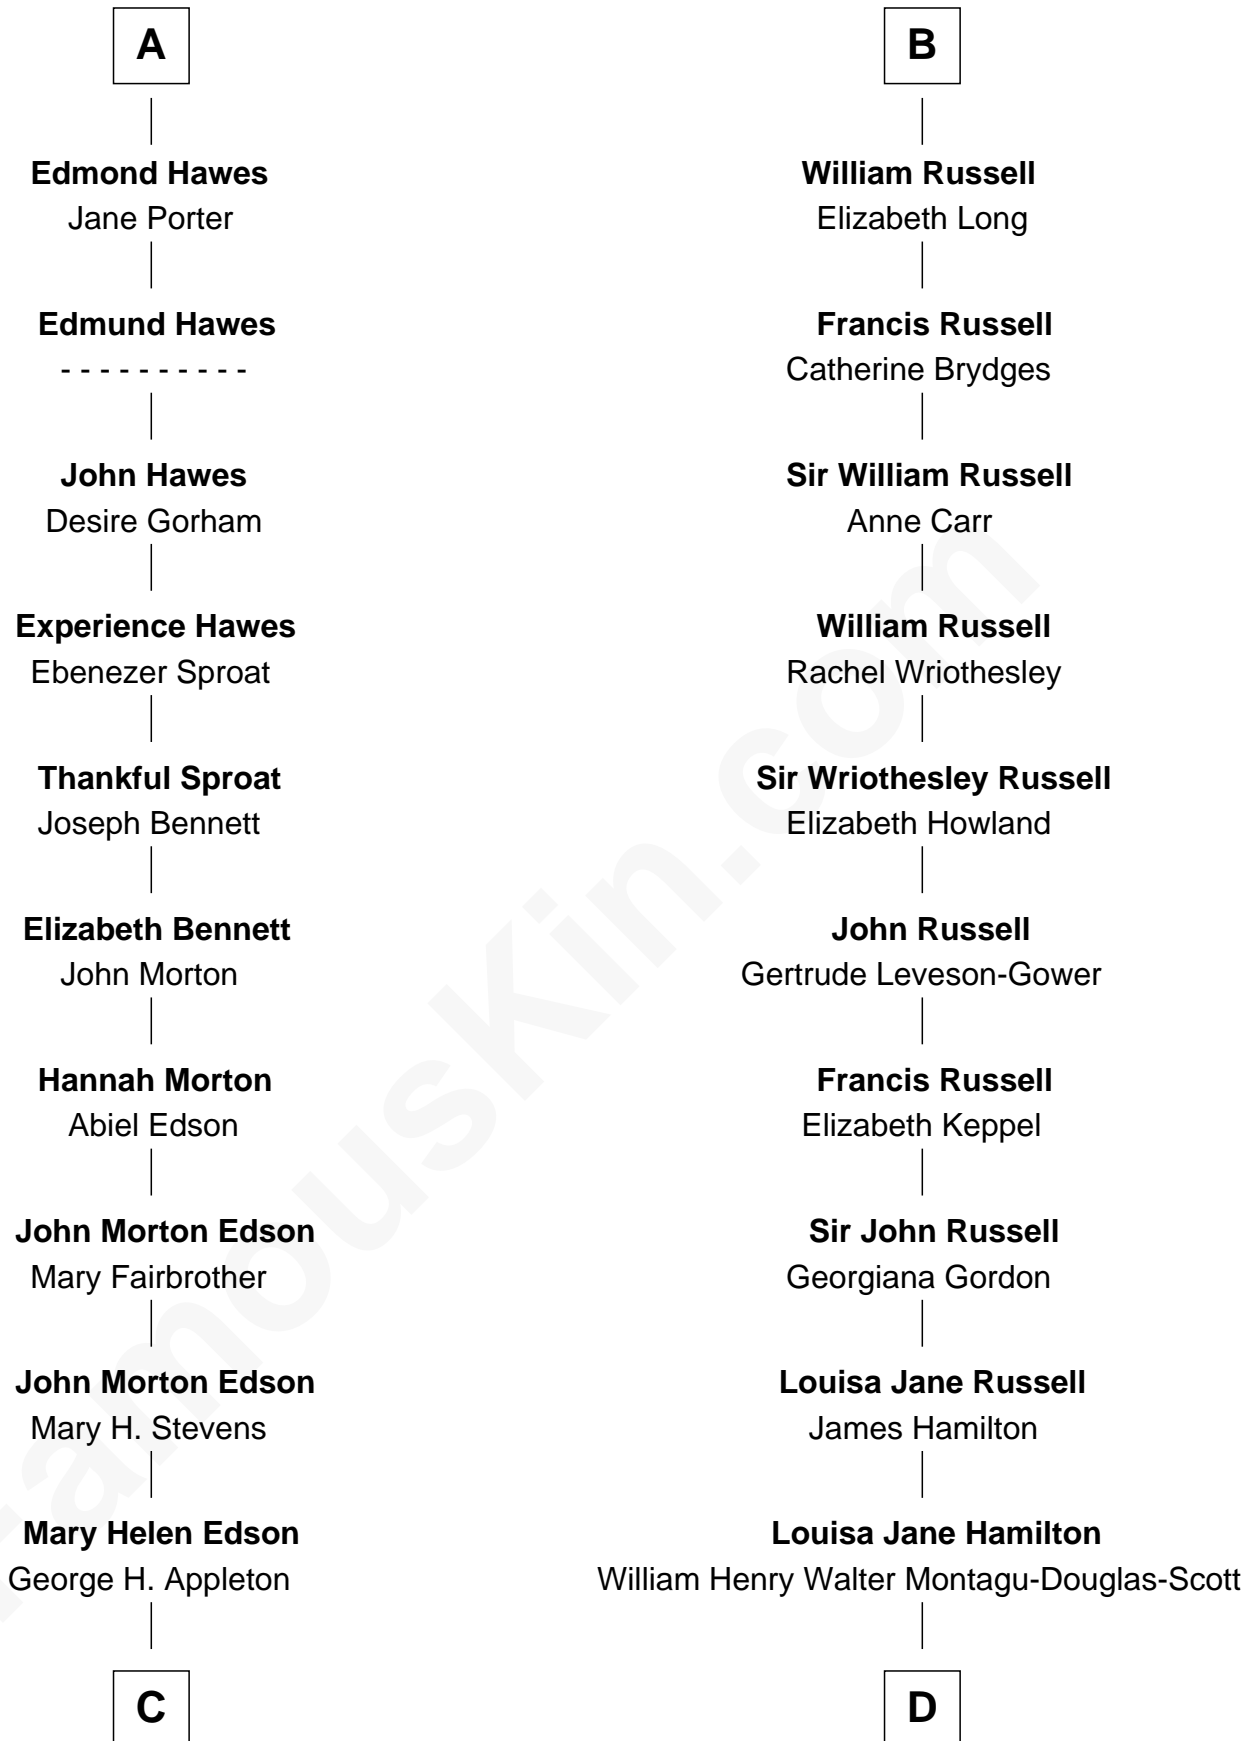 A
Edmond Hawes
Jane Porter
Edmund Hawes
- - - - - - - - - -
John Hawes
Desire Gorham
Experience Hawes
Ebenezer Sproat
Thankful Sproat
Joseph Bennett
Elizabeth Bennett
John Morton
Hannah Morton
Abiel Edson
John Morton Edson
Mary Fairbrother
John Morton Edson
Mary H. Stevens
Mary Helen Edson
George H. Appleton
C
B
William Russell
Elizabeth Long
Francis Russell
Catherine Brydges
Sir William Russell
Anne Carr
William Russell
Rachel Wriothesley
Sir Wriothesley Russell
Elizabeth Howland
John Russell
Gertrude Leveson-Gower
Francis Russell
Elizabeth Keppel
Sir John Russell
Georgiana Gordon
Louisa Jane Russell
James Hamilton
Louisa Jane Hamilton
William Henry Walter Montagu-Douglas-Scott
D
FamousKin.com